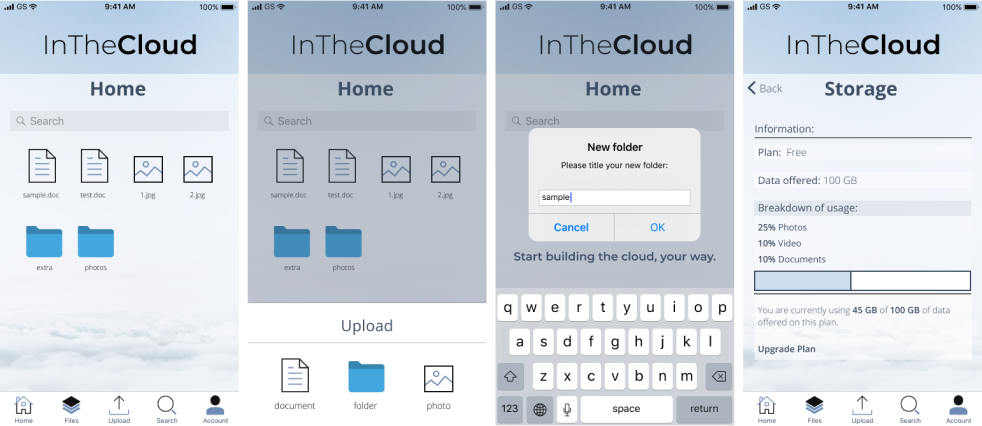 GS 9:41 AM 100%
InTheCloud
Home
Search
sample.doc test.doc 1.jpg 2.jpg
extra photos
Home Files Upload Search Account
GS 9:41 AM 100%
InTheCloud
Home
Search
sample.doc test.doc 1.jpg 2.jpg
extra photos
Upload
document folder photo
GS 9:41 AM 100%
InTheCloud
Home
Search
New folder
Please title your new folder:
sample
Cancel OK
Start building the cloud, your way.
q w e r t y u i o p
a s d f g h j k l
z x c v b n m
123 space return
GS 9:41 AM 100%
InTheCloud
Back Storage
Information:
Plan: Free
Data offered: 100 GB
Breakdown of usage:
25% Photos
10% Video
10% Documents
You are currently using 45 GB of 100 GB of data
offered on this plan.
Upgrade Plan
Home Files Upload Search Account